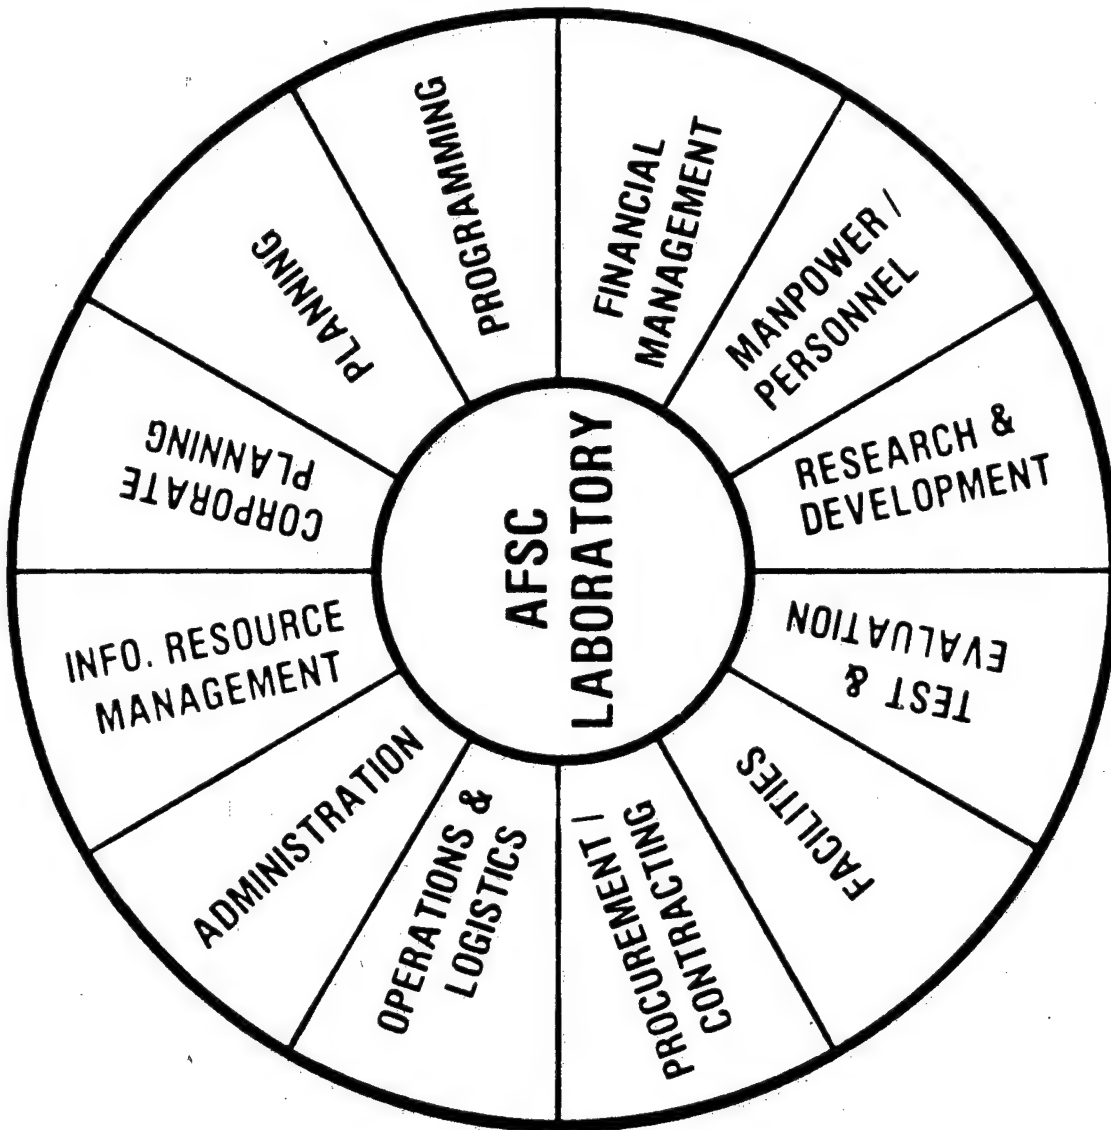 AFSC
LABORATORY
FINANCIAL
MANAGEMENT
MANPOWER /
PERSONNEL
RESEARCH &
DEVELOPMENT
TEST &
EVALUATION
FACILITIES
PROCUREMENT /
CONTRACTING
OPERATIONS &
LOGISTICS
ADMINISTRATION
INFO. RESOURCE
MANAGEMENT
CORPORATE
PLANNING
PLANNING
PROGRAMMING